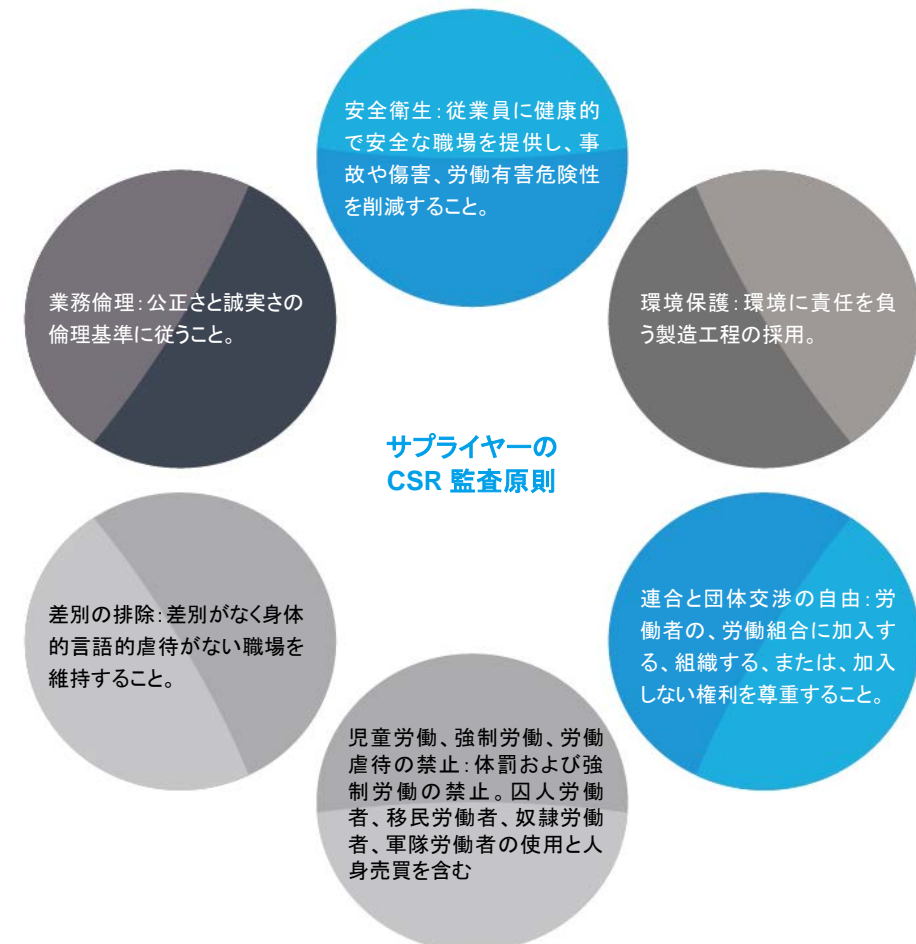 安全衛生：従業員に健康的
で安全な職場を提供し、事
故や傷害、労働有害危険性
を削減すること。
業務倫理：公正さと誠実さの
倫理基準に従うこと。
環境保護：環境に責任を負
う製造工程の採用。
サプライヤーの
CSR 監査原則
差別の排除：差別がなく身体
的言語的虐待がない職場を
維持すること。
連合と団体交渉の自由：労
働者の、労働組合に加入す
る、組織する、または、加入
しない権利を尊重すること。
児童労働、強制労働、労働
虐待の禁止：体罰および強
制労働の禁止。囚人労働
者、移民労働者、奴隷労働
者、軍隊労働者の使用と人
身売買を含む